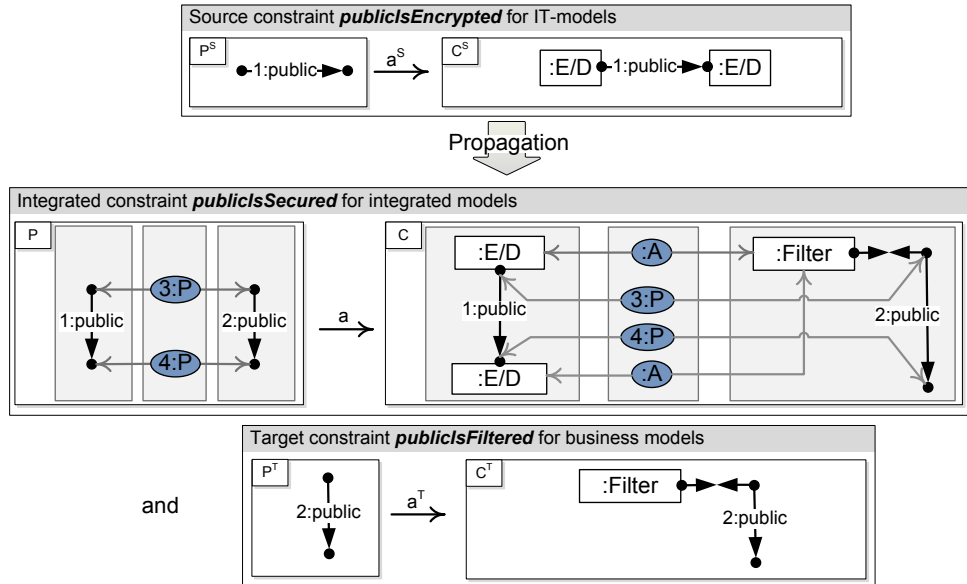 Source constraint publicIsEncrypted for IT-models
P^S
1:public
a^S
C^S
:E/D 1:public :E/D
Propagation
Integrated constraint publicIsSecured for integrated models
P
3:P
1:public 2:public
4:P
a
C
:E/D :A :Filter
3:P
1:public 2:public
4:P
:E/D :A
and
Target constraint publicIsFiltered for business models
P^T
2:public
a^T
C^T
:Filter
2:public